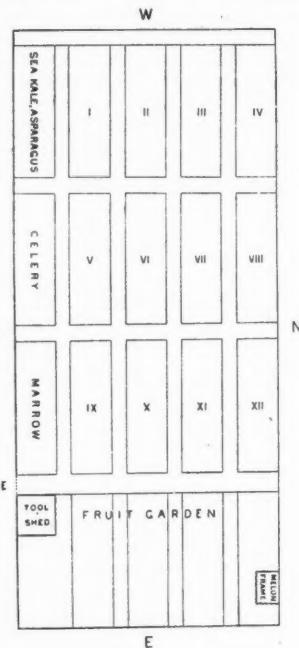 W
SEA KALE, ASPARAGUS
I
II
III
IV
CELERY
V
VI
VII
VIII
N
MARROW
IX
X
XI
XII
E
TOOL
SHED
FRUIT GARDEN
MELON
FRAME
E